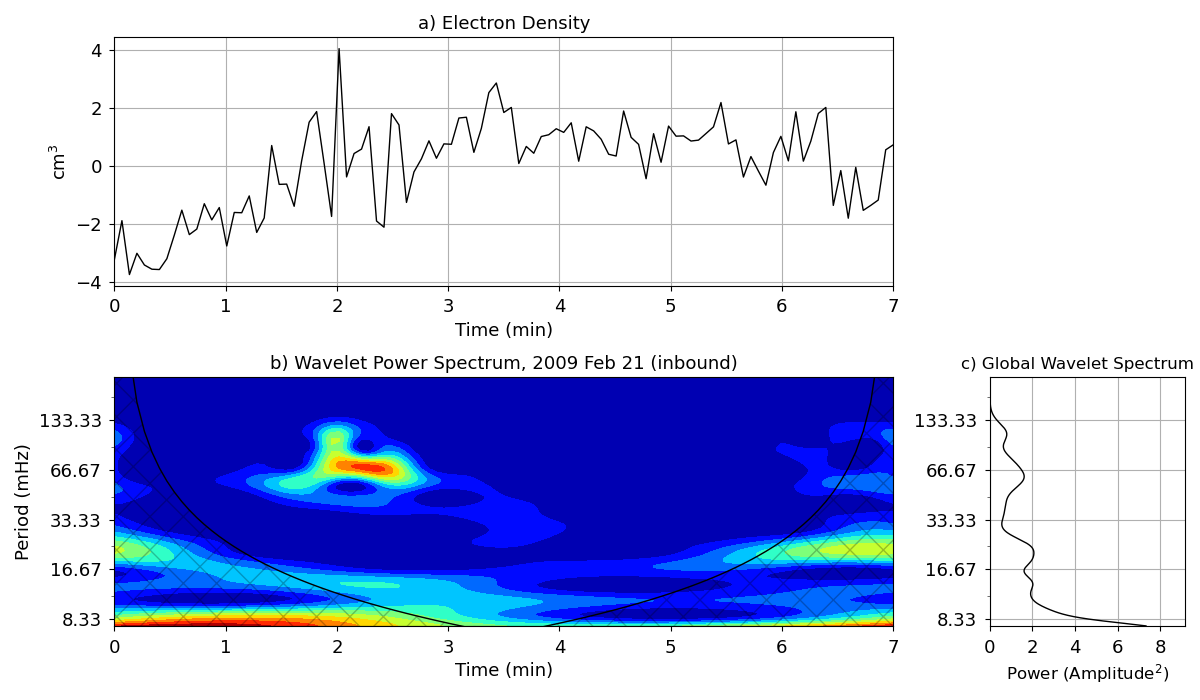 a) Electron Density
cm³
4
2
0
−2
−4
0 1 2 3 4 5 6 7
Time (min)
b) Wavelet Power Spectrum, 2009 Feb 21 (inbound)
Period (mHz)
133.33
66.67
33.33
16.67
8.33
0 1 2 3 4 5 6 7
Time (min)
c) Global Wavelet Spectrum
133.33
66.67
33.33
16.67
8.33
0 2 4 6 8
Power (Amplitude²)